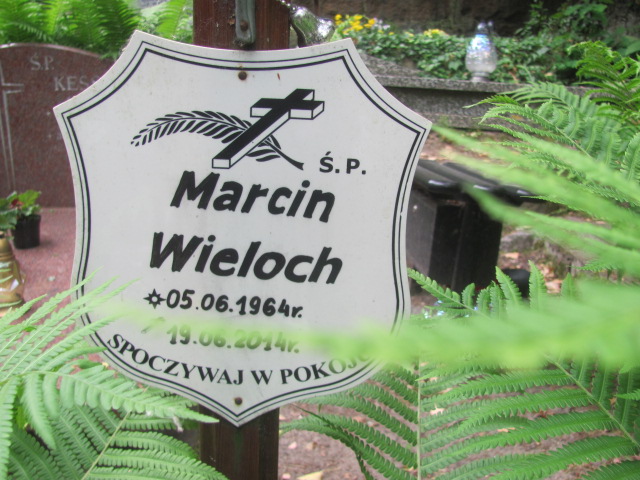 Ś.P.
Marcin
Wieloch
05.06.1964r.
19.06.2014r.
SPOCZYWAJ W POKOJU
Ś.P.